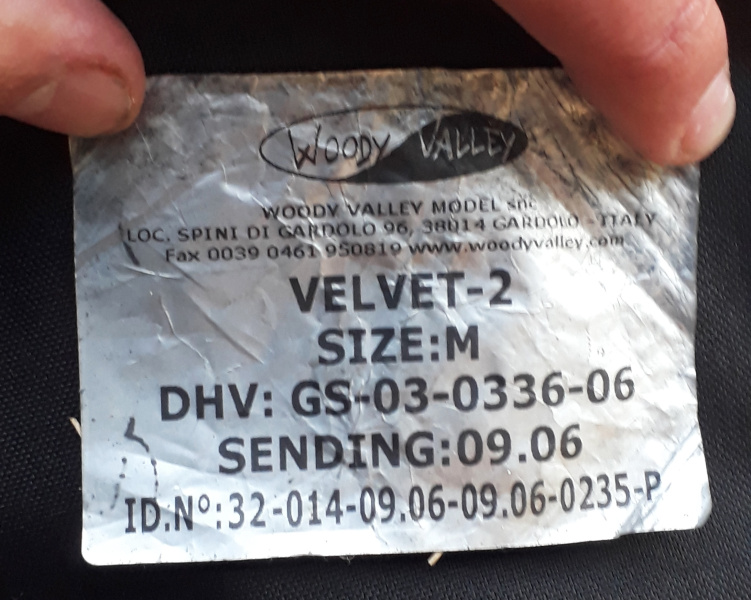 WOODY VALLEY
WOODY VALLEY MODEL snc
LOC. SPINI DI GARDOLO 96, 38014 GARDOLO - ITALY
Fax 0039 0461 950819 www.woodyvalley.com
VELVET-2
SIZE:M
DHV: GS-03-0336-06
SENDING:09.06
ID.Nº:32-014-09.06-09.06-0235-P